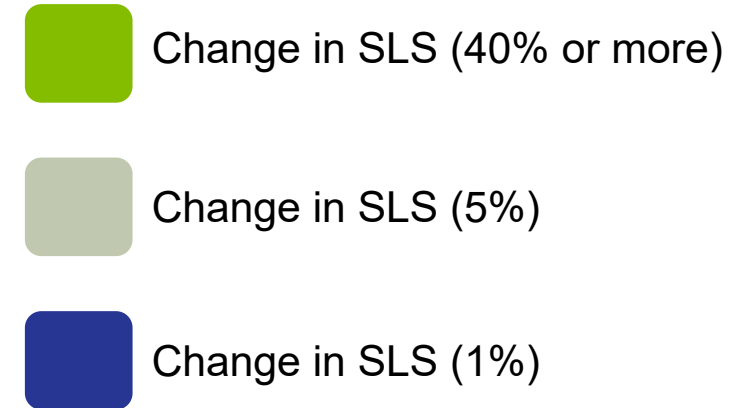 Change in SLS (40% or more)
Change in SLS (5%)
Change in SLS (1%)